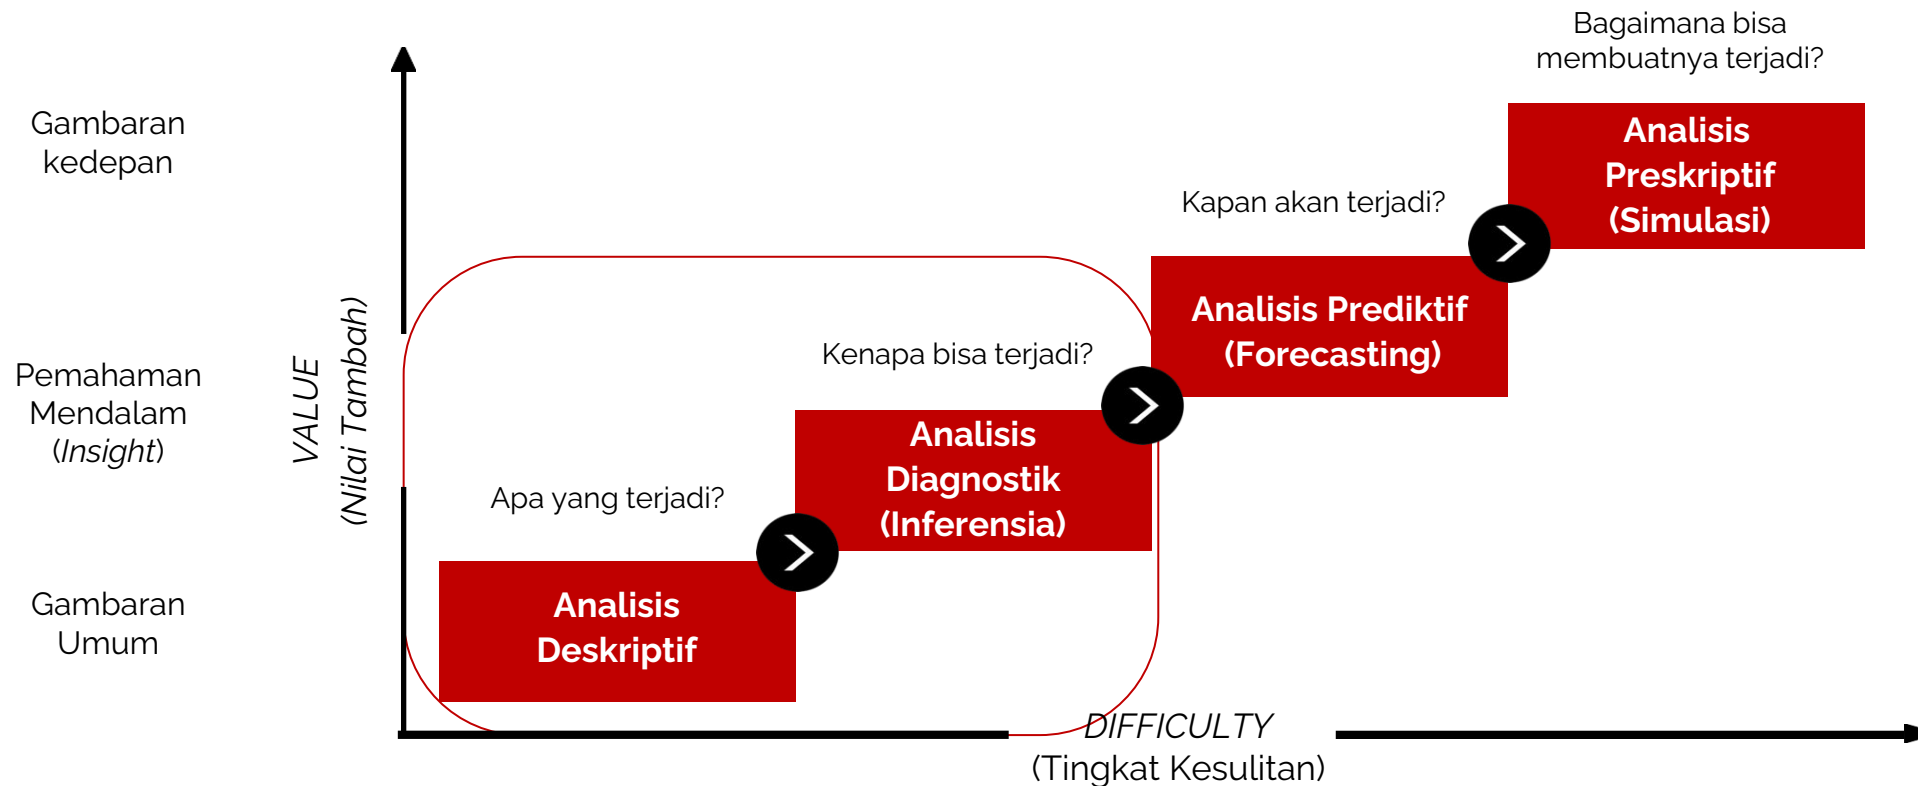 Bagaimana bisa
membuatnya terjadi?
Gambaran
kedepan
Analisis
Preskriptif
(Simulasi)
Kapan akan terjadi?
Analisis Prediktif
(Forecasting)
Kenapa bisa terjadi?
VALUE
(Nilai Tambah)
Pemahaman
Mendalam
(Insight)
Analisis
Diagnostik
(Inferensia)
Apa yang terjadi?
Gambaran
Umum
Analisis
Deskriptif
DIFFICULTY
(Tingkat Kesulitan)